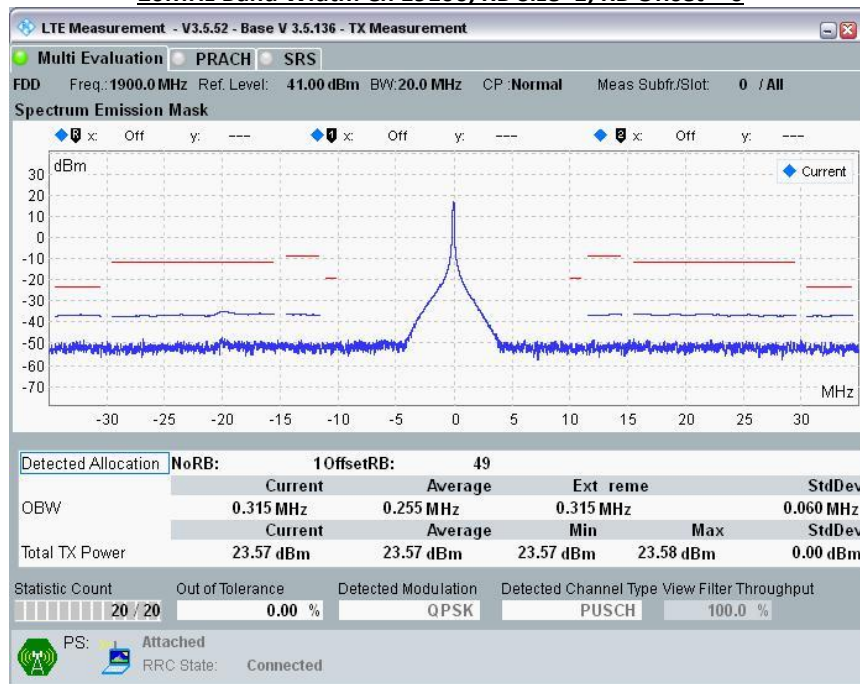 LTE Measurement - V3.5.52 - Base V 3.5.136 - TX Measurement
Multi Evaluation PRACH SRS
FDD Freq.: 1900.0 MHz Ref. Level: 41.00 dBm BW: 20.0 MHz CP :Normal Meas Subfr./Slot: 0 / All
Spectrum Emission Mask
R x: Off y: --- 1 x: Off y: --- 2 x: Off y: ---
dBm
Current
30
20
10
0
-10
-20
-30
-40
-50
-60
-70
MHz
-30 -25 -20 -15 -10 -5 0 5 10 15 20 25 30
Detected Allocation NoRB: 1 OffsetRB: 49
Current Average Ext reme StdDev
OBW 0.315 MHz 0.255 MHz 0.315 MHz 0.060 MHz
Current Average Min Max StdDev
Total TX Power 23.57 dBm 23.57 dBm 23.57 dBm 23.58 dBm 0.00 dBm
Statistic Count Out of Tolerance Detected Modulation Detected Channel Type View Filter Throughput
20 / 20 0.00 % QPSK PUSCH 100.0 %
PS: Attached
RRC State: Connected